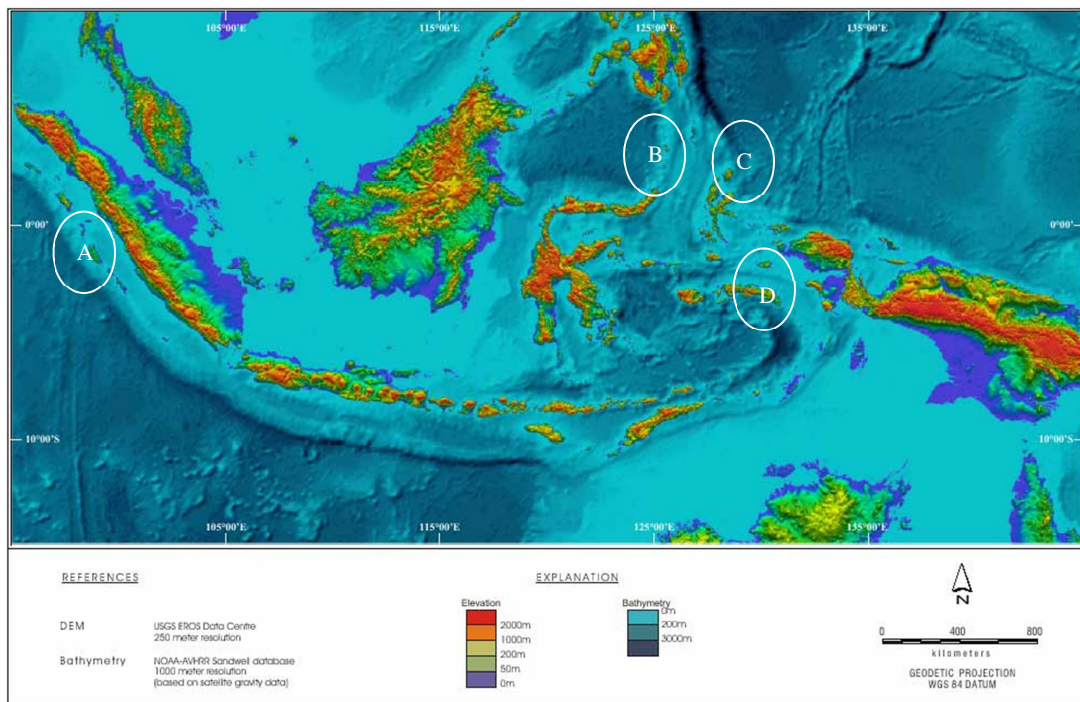 105°00'E 115°00'E 125°00'E 135°00'E
B C
0°00' 0°00'
A
D
10°00'S 10°00'S
105°00'E 115°00'E 125°00'E 135°00'E
REFERENCES
DEM USGS EROS Data Centre
250 meter resolution
Bathymetry NOAA-AVHRR Sandwell database
1000 meter resolution
(based on satellite gravity data)
EXPLANATION
Elevation
2000m
1000m
200m
50m
0m
Bathymetry
0m
200m
3000m
N
0 400 800
kilometers
GEODETIC PROJECTION
WGS 84 DATUM